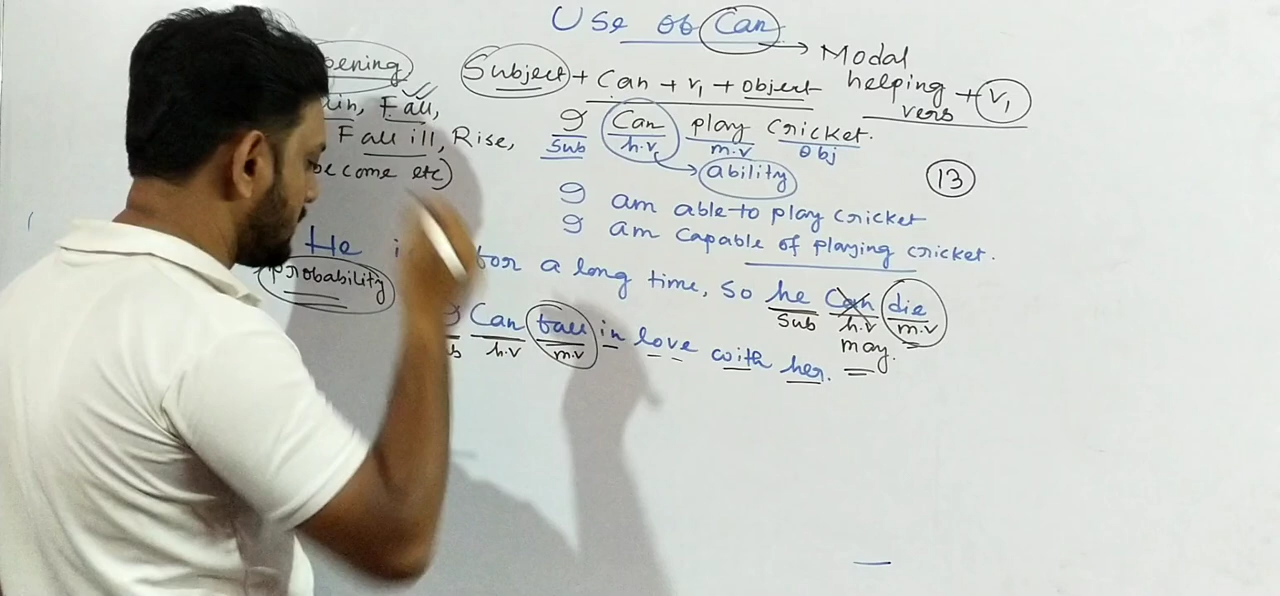 Use of Can
→ Modal
helping + V1
vers
Subject + Can + V1 + object
Fall,
Fall ill, Rise,
become etc)
I Can play cricket.
Sub h.v m.v obj
→ ability
13
I am able to play cricket
I am capable of playing cricket.
He for a long time, so he Can die
Sub h.v m.v
may.
probability
I Can fall in love with her.
h.v m.v